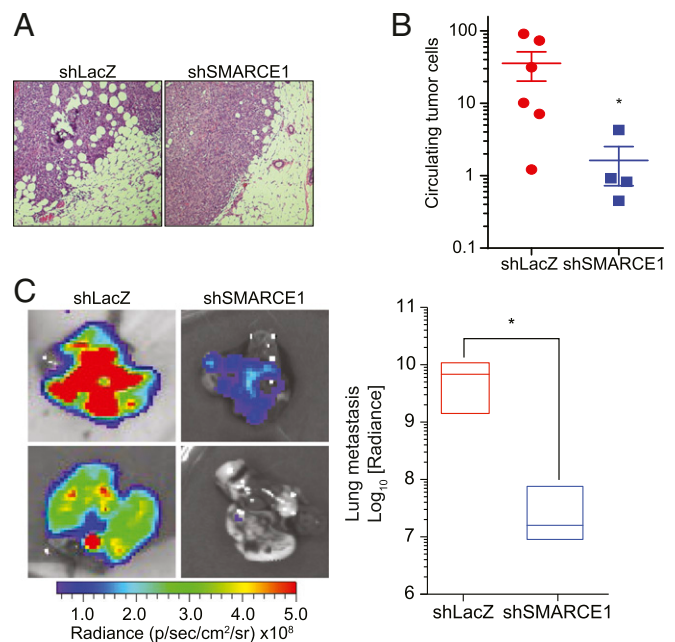 A
shLacZ shSMARCE1
B
Circulating tumor cells
100
10
1
0.1
*
shLacZ shSMARCE1
C
shLacZ shSMARCE1
1.0 2.0 3.0 4.0 5.0
Radiance (p/sec/cm²/sr) x10⁸
Lung metastasis
Log₁₀ [Radiance]
11
10
9
8
7
6
*
shLacZ shSMARCE1